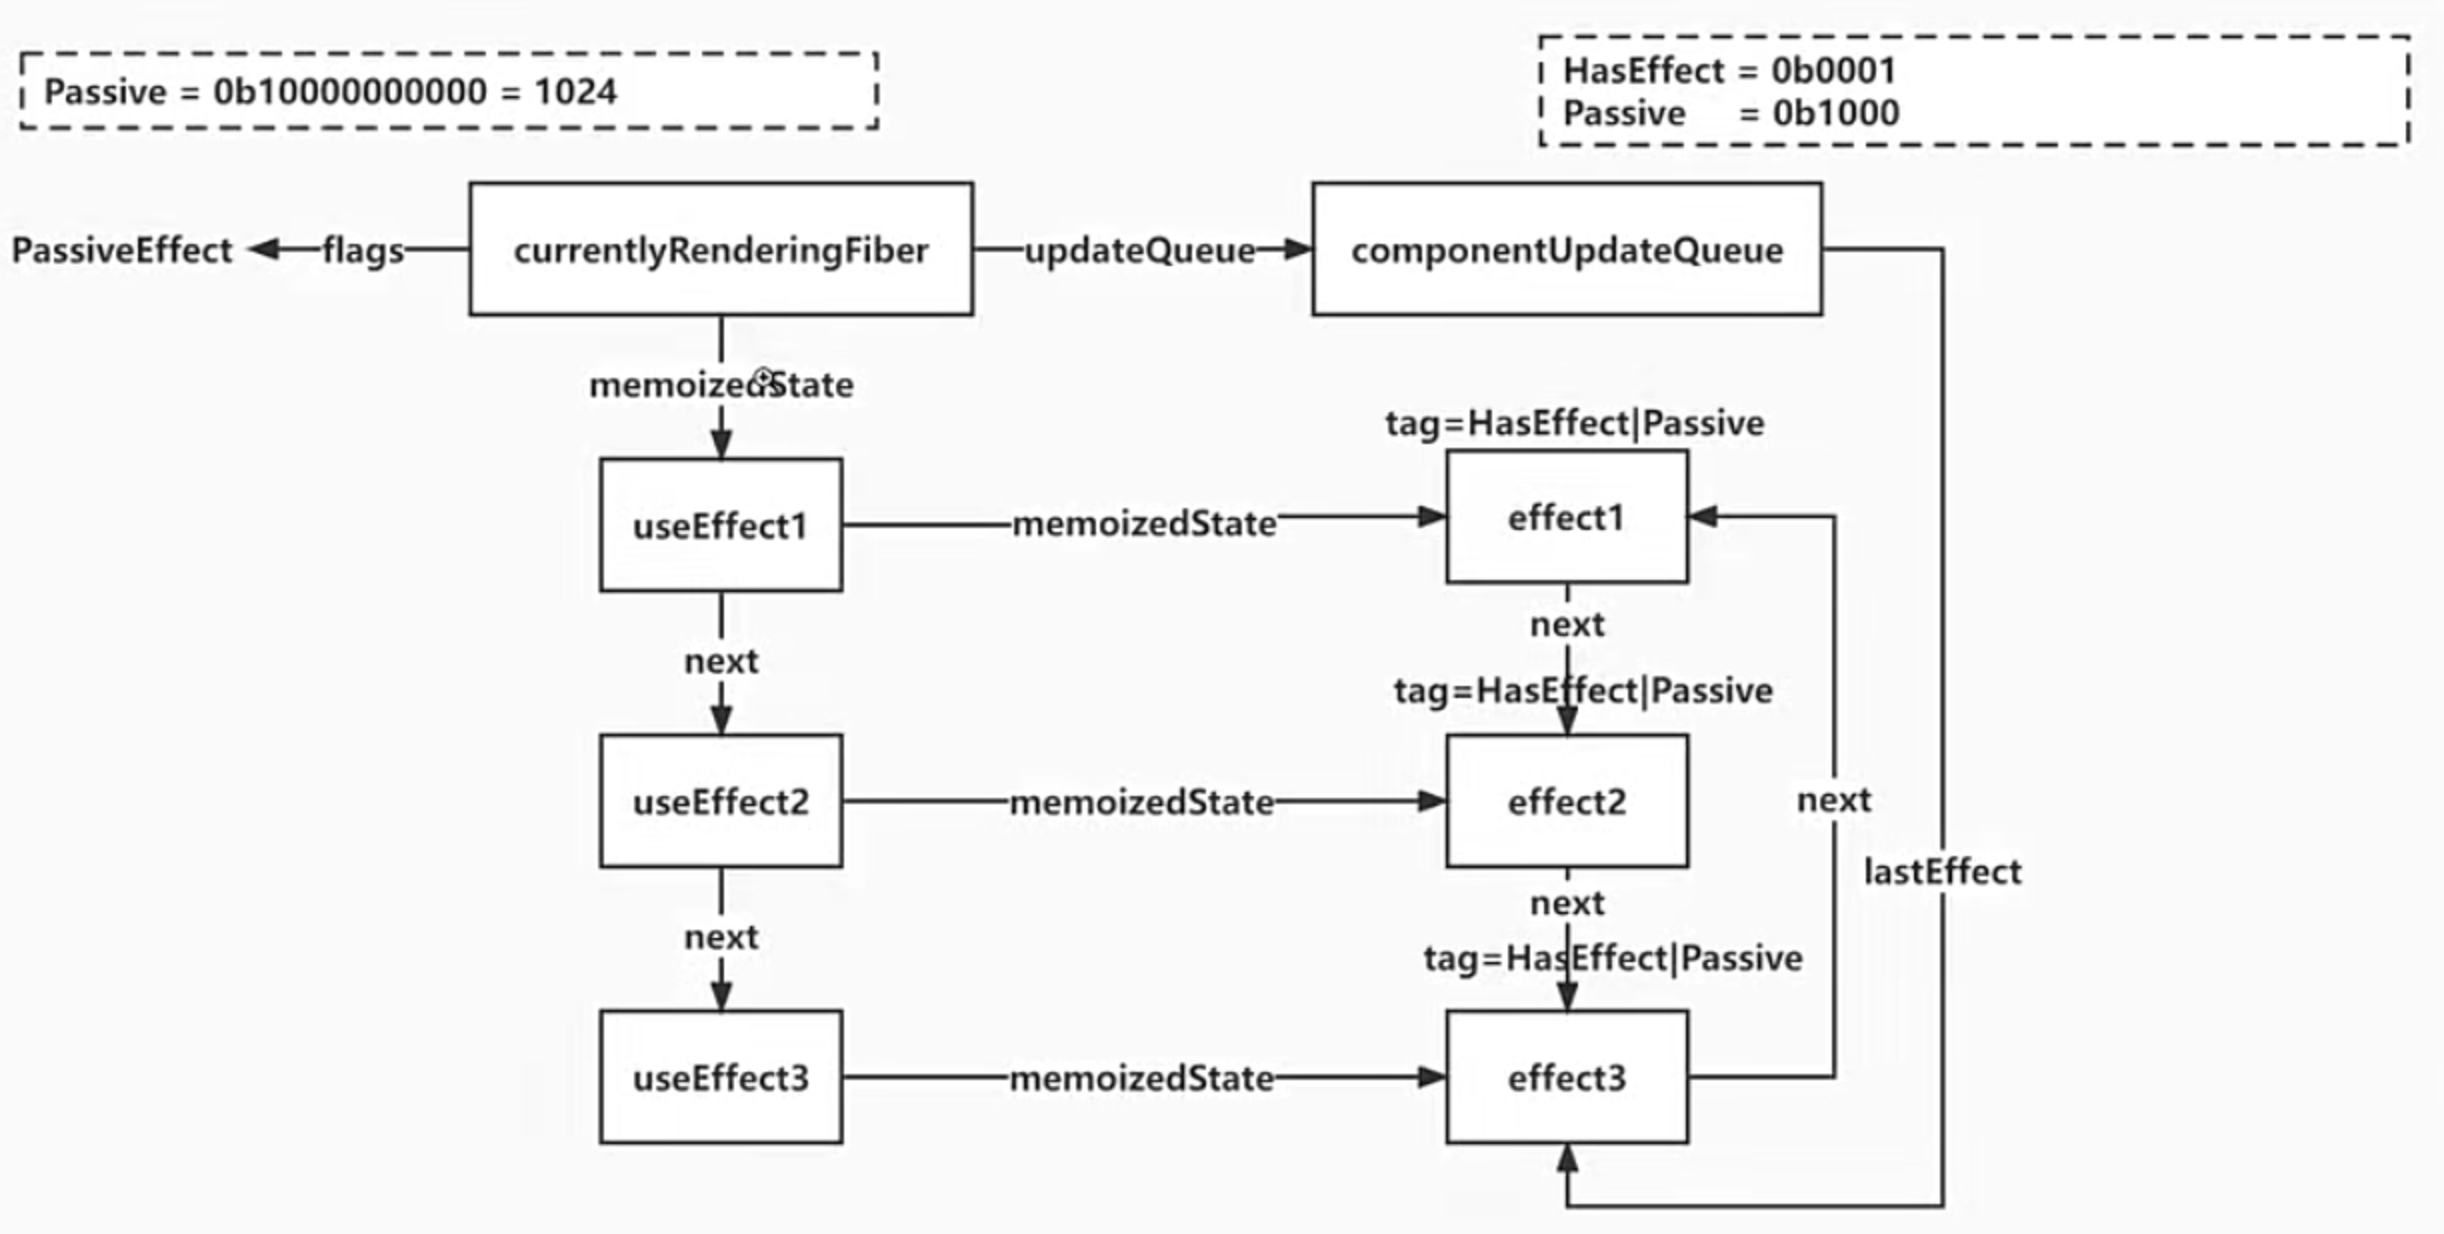 Passive = 0b10000000000 = 1024
HasEffect = 0b0001
Passive = 0b1000
PassiveEffect
flags
currentlyRenderingFiber
updateQueue
componentUpdateQueue
memoizedState
tag=HasEffect|Passive
useEffect1
memoizedState
effect1
next
next
tag=HasEffect|Passive
useEffect2
memoizedState
effect2
next
lastEffect
next
next
tag=HasEffect|Passive
useEffect3
memoizedState
effect3